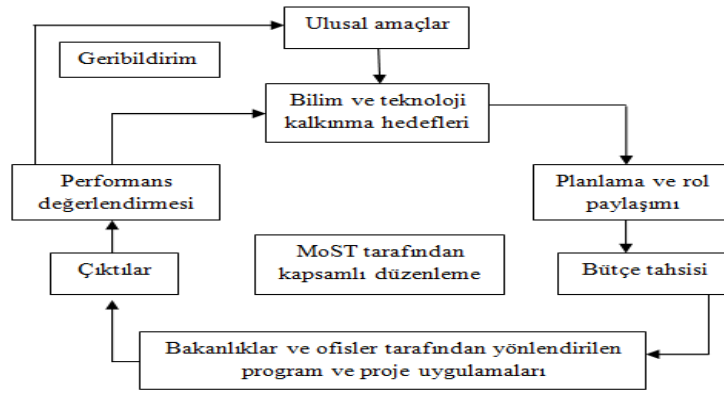 Ulusal amaçlar
Geribildirim
Bilim ve teknoloji
kalkınma hedefleri
Performans
değerlendirmesi
Planlama ve rol
paylaşımı
MoST tarafından
kapsamlı düzenleme
Çıktılar
Bütçe tahsisi
Bakanlıklar ve ofisler tarafından yönlendirilen
program ve proje uygulamaları